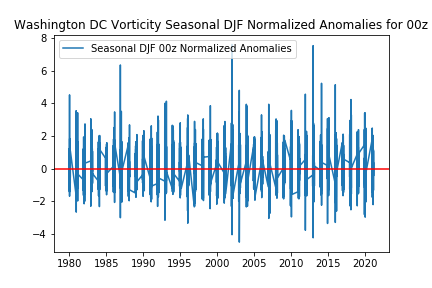 Washington DC Vorticity Seasonal DJF Normalized Anomalies for 00z
Seasonal DJF 00z Normalized Anomalies
8
6
4
2
0
−2
−4
1980 1985 1990 1995 2000 2005 2010 2015 2020